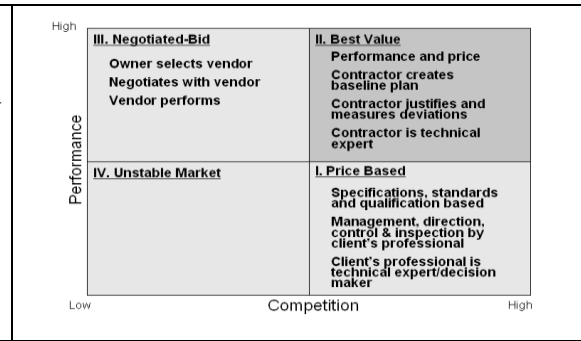 High
III. Negotiated-Bid
Owner selects vendor
Negotiates with vendor
Vendor performs
II. Best Value
Performance and price
Contractor creates
baseline plan
Contractor justifies and
measures deviations
Contractor is technical
expert
Performance
IV. Unstable Market
I. Price Based
Specifications, standards
and qualification based
Management, direction,
control & inspection by
client's professional
Client's professional is
technical expert/decision
maker
Low
Competition
High